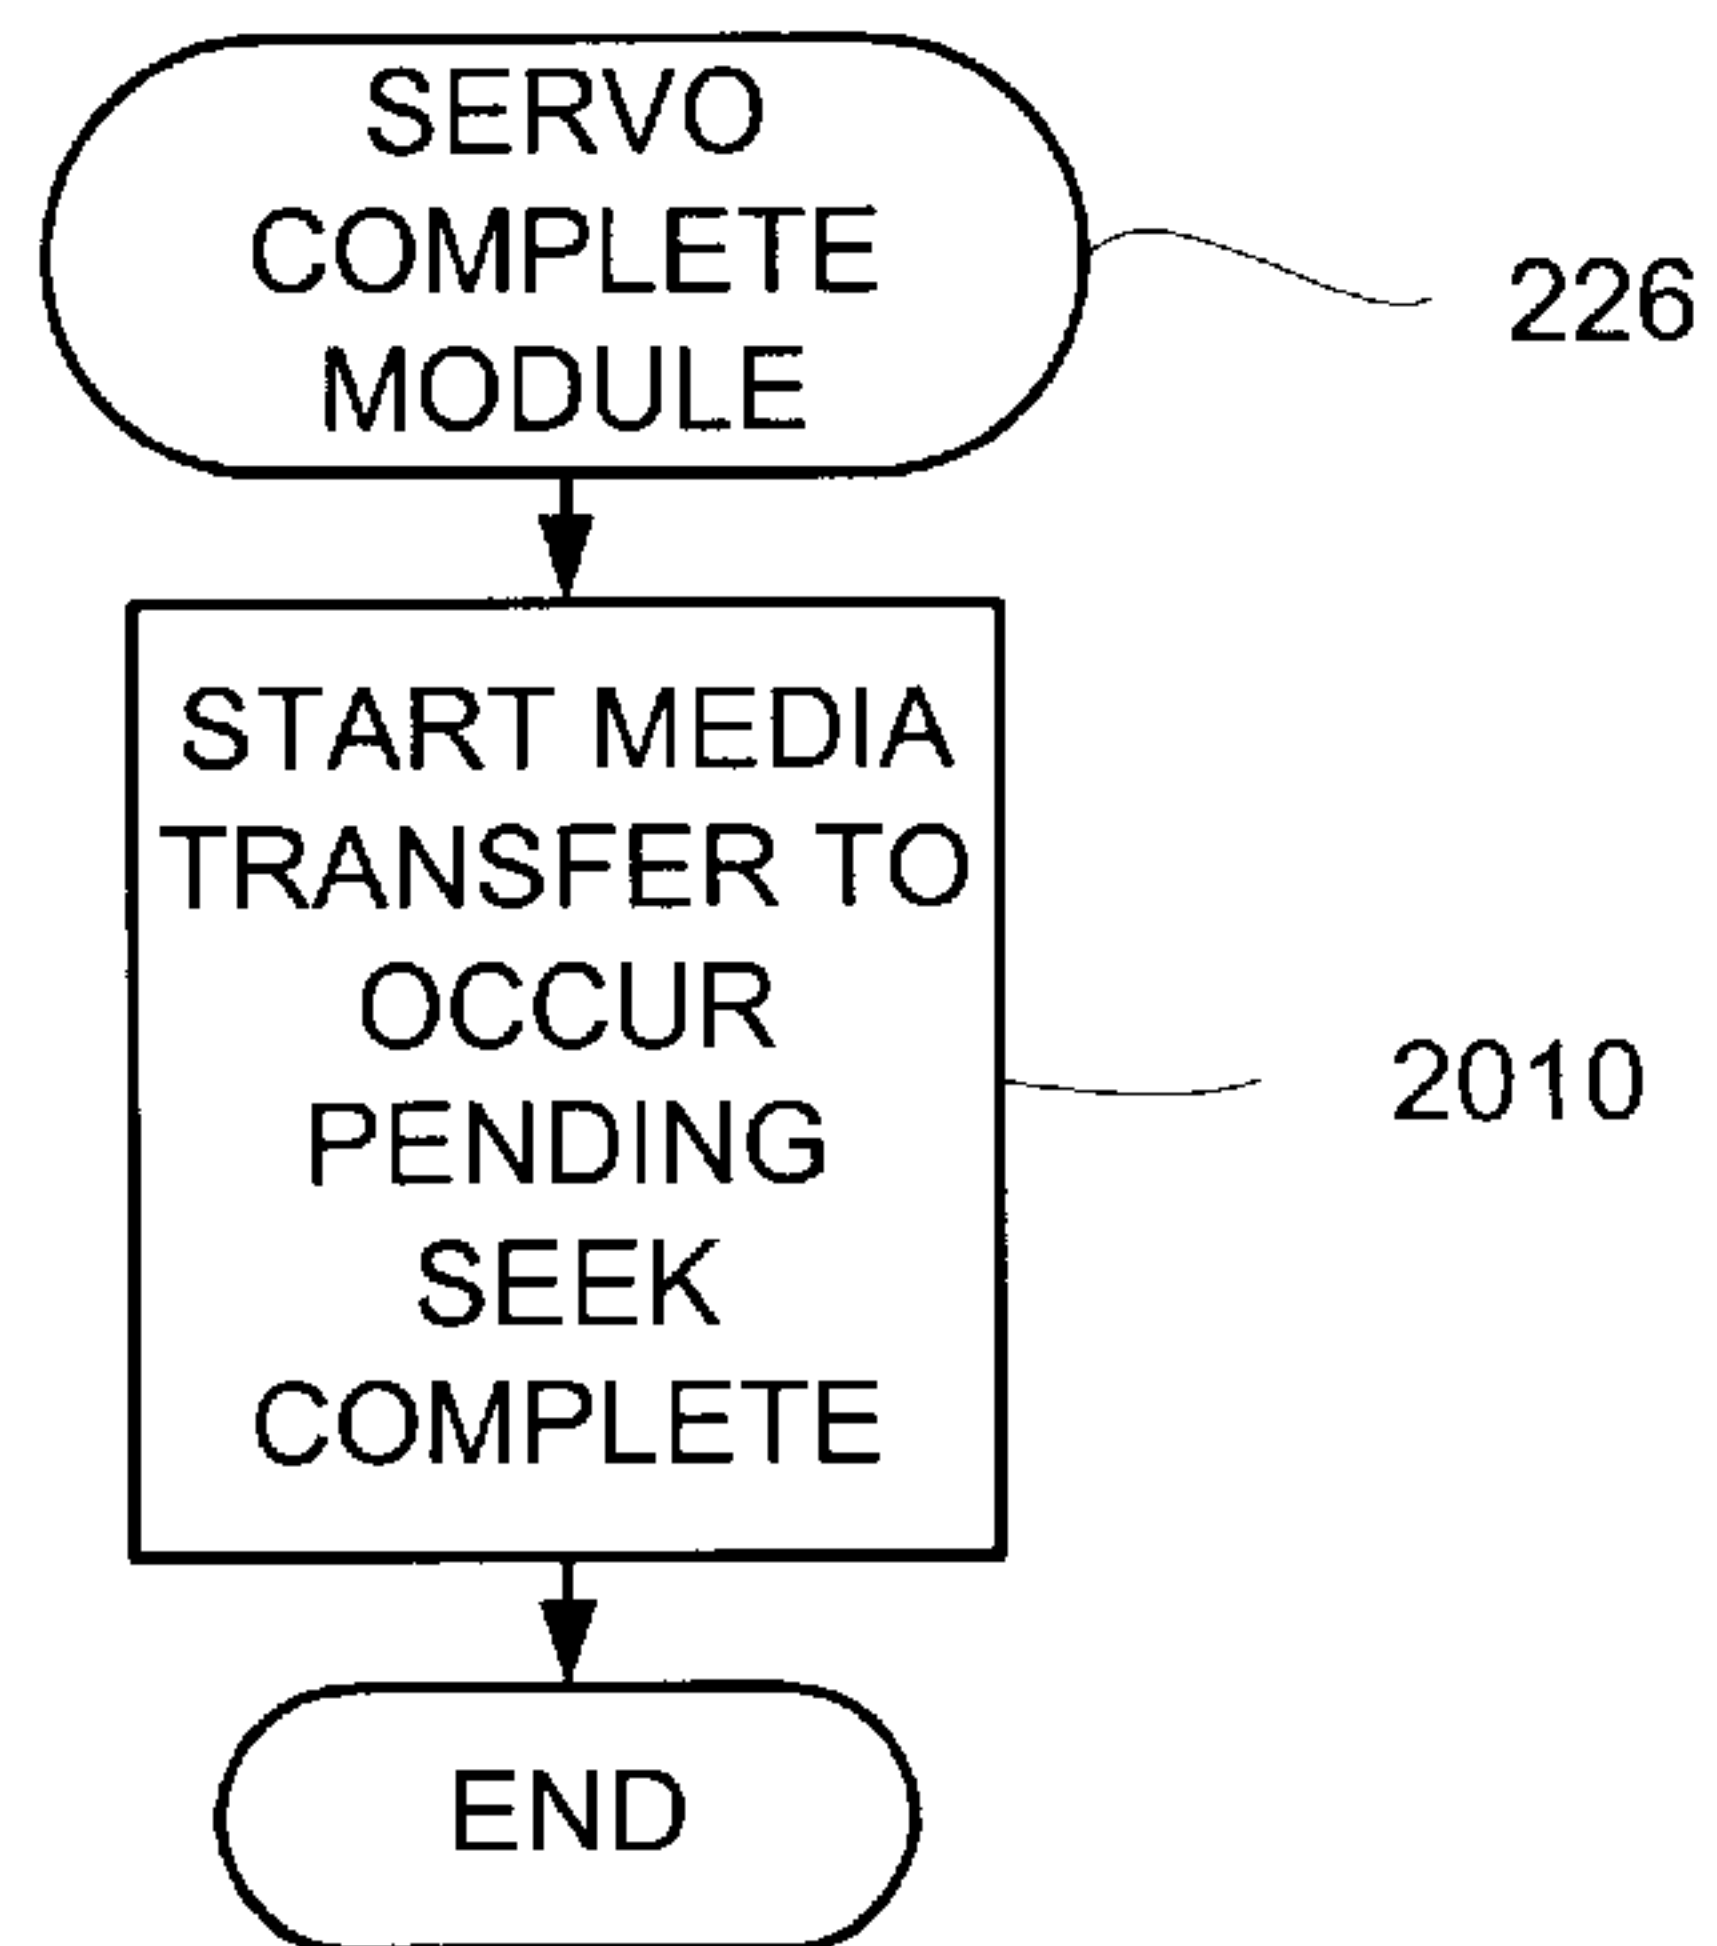 SERVO
COMPLETE
MODULE
226
START MEDIA
TRANSFER TO
OCCUR
PENDING
SEEK
COMPLETE
2010
END